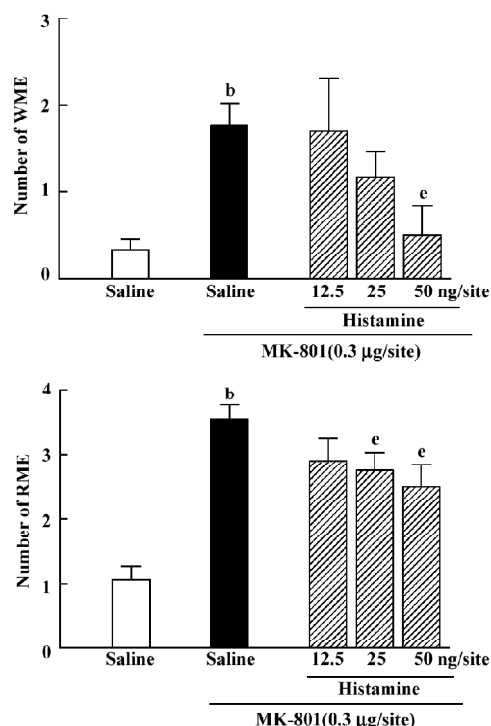 Number of WME
3
2
1
0
b
e
Saline
Saline
12.5 25 50 ng/site
Histamine
MK-801(0.3 μg/site)
Number of RME
4
3
2
1
0
b
e
e
Saline
Saline
12.5 25 50 ng/site
Histamine
MK-801(0.3 μg/site)